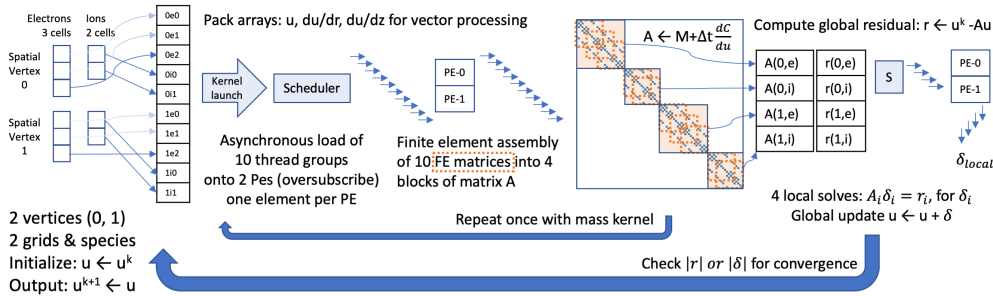 Electrons
3 cells
Ions
2 cells
Spatial
Vertex
0
Spatial
Vertex
1
0e0
0e1
0e2
0i0
0i1
1e0
1e1
1e2
1i0
1i1
2 vertices (0, 1)
2 grids & species
Initialize: u ← u^k
Output: u^{k+1} ← u
Pack arrays: u, du/dr, du/dz for vector processing
Kernel
launch
Scheduler
Asynchronous load of
10 thread groups
onto 2 Pes (oversubscribe)
one element per PE
PE-0
PE-1
Finite element assembly
of 10 FE matrices into 4
blocks of matrix A
A ← M+Δt dC/du
Repeat once with mass kernel
Compute global residual: r ← u^k -Au
A(0,e)
A(0,i)
A(1,e)
A(1,i)
r(0,e)
r(0,i)
r(1,e)
r(1,i)
S
PE-0
PE-1
δ_{local}
4 local solves: A_iδ_i = r_i, for δ_i
Global update u ← u + δ
Check |r| or |δ| for convergence